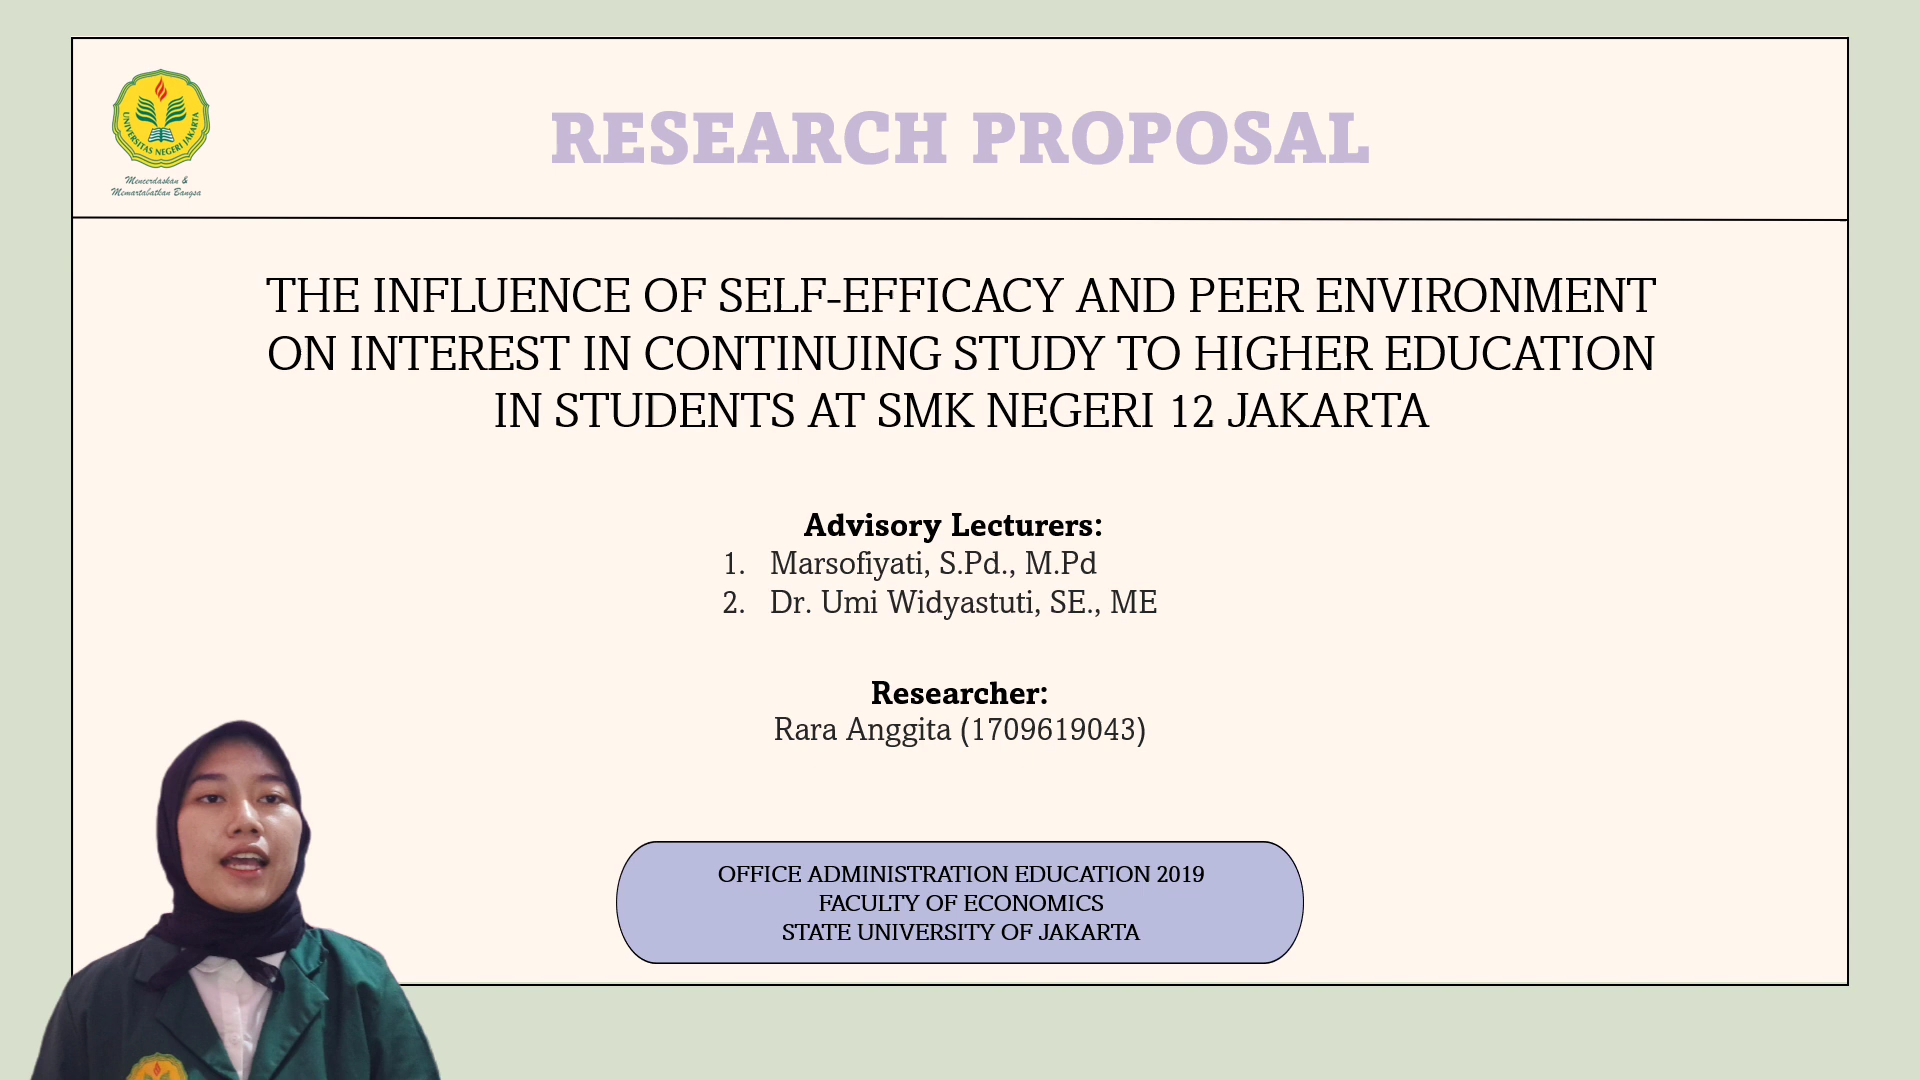 UNIVERSITAS NEGERI JAKARTA
Mencerdaskan &
Memartabatkan Bangsa
RESEARCH PROPOSAL
THE INFLUENCE OF SELF-EFFICACY AND PEER ENVIRONMENT
ON INTEREST IN CONTINUING STUDY TO HIGHER EDUCATION
IN STUDENTS AT SMK NEGERI 12 JAKARTA
Advisory Lecturers:
1. Marsofiyati, S.Pd., M.Pd
2. Dr. Umi Widyastuti, SE., ME
Researcher:
Rara Anggita (1709619043)
OFFICE ADMINISTRATION EDUCATION 2019
FACULTY OF ECONOMICS
STATE UNIVERSITY OF JAKARTA